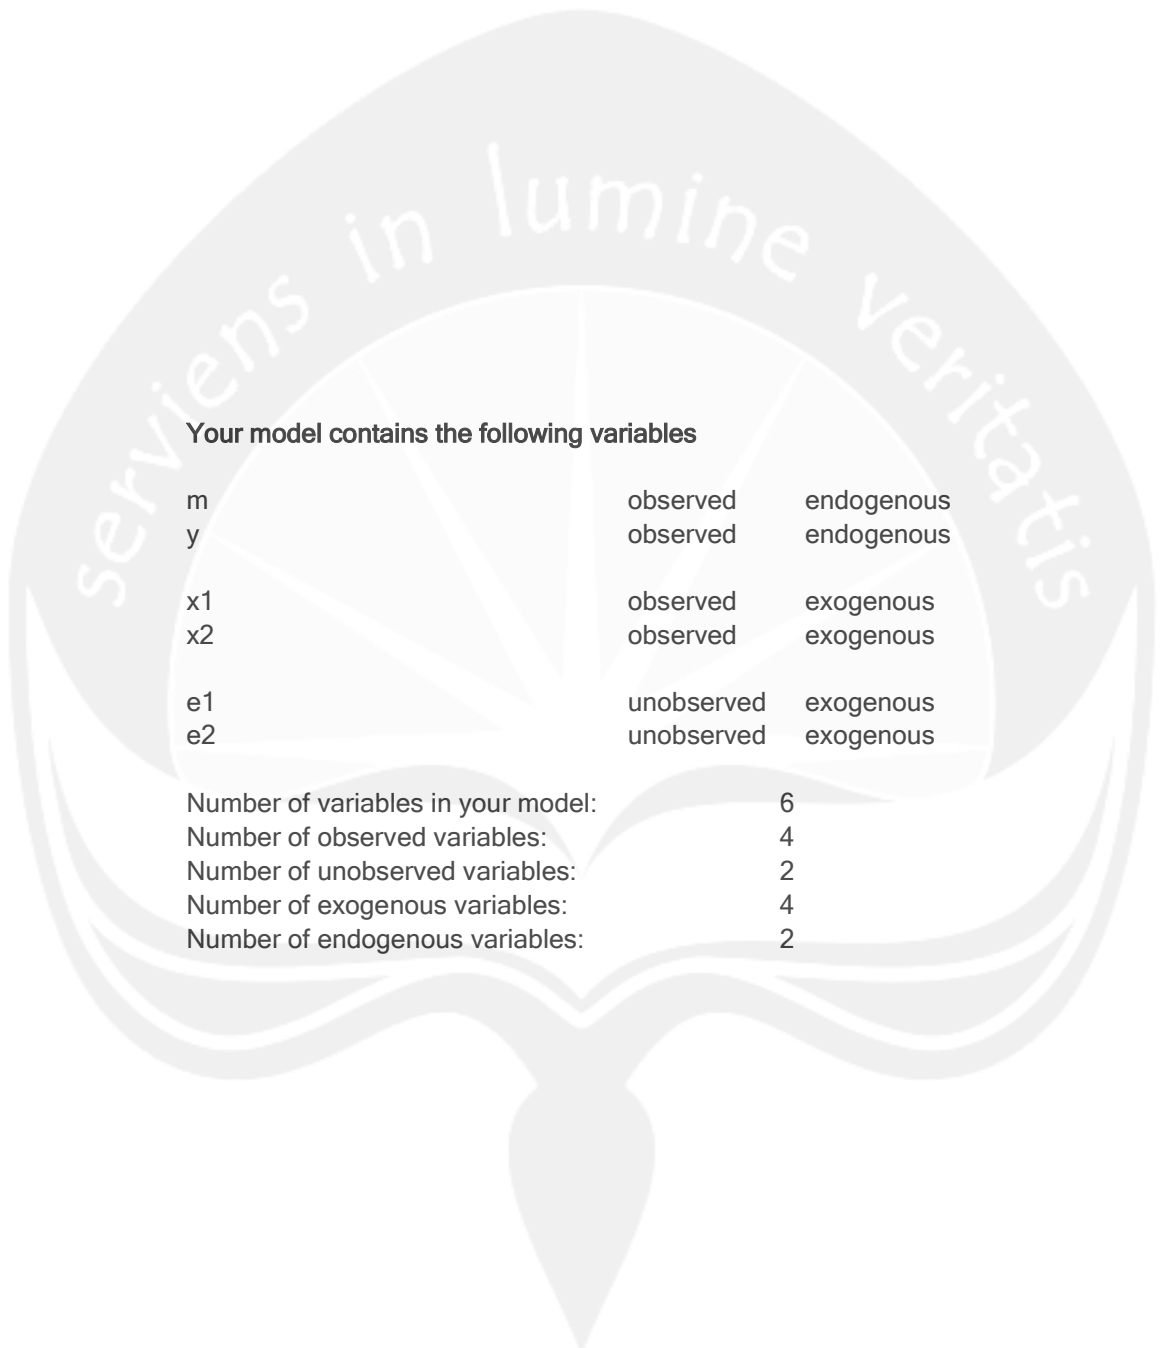 serviens in lumine veritatis
Your model contains the following variables
m observed endogenous
y observed endogenous
x1 observed exogenous
x2 observed exogenous
e1 unobserved exogenous
e2 unobserved exogenous
Number of variables in your model: 6
Number of observed variables: 4
Number of unobserved variables: 2
Number of exogenous variables: 4
Number of endogenous variables: 2